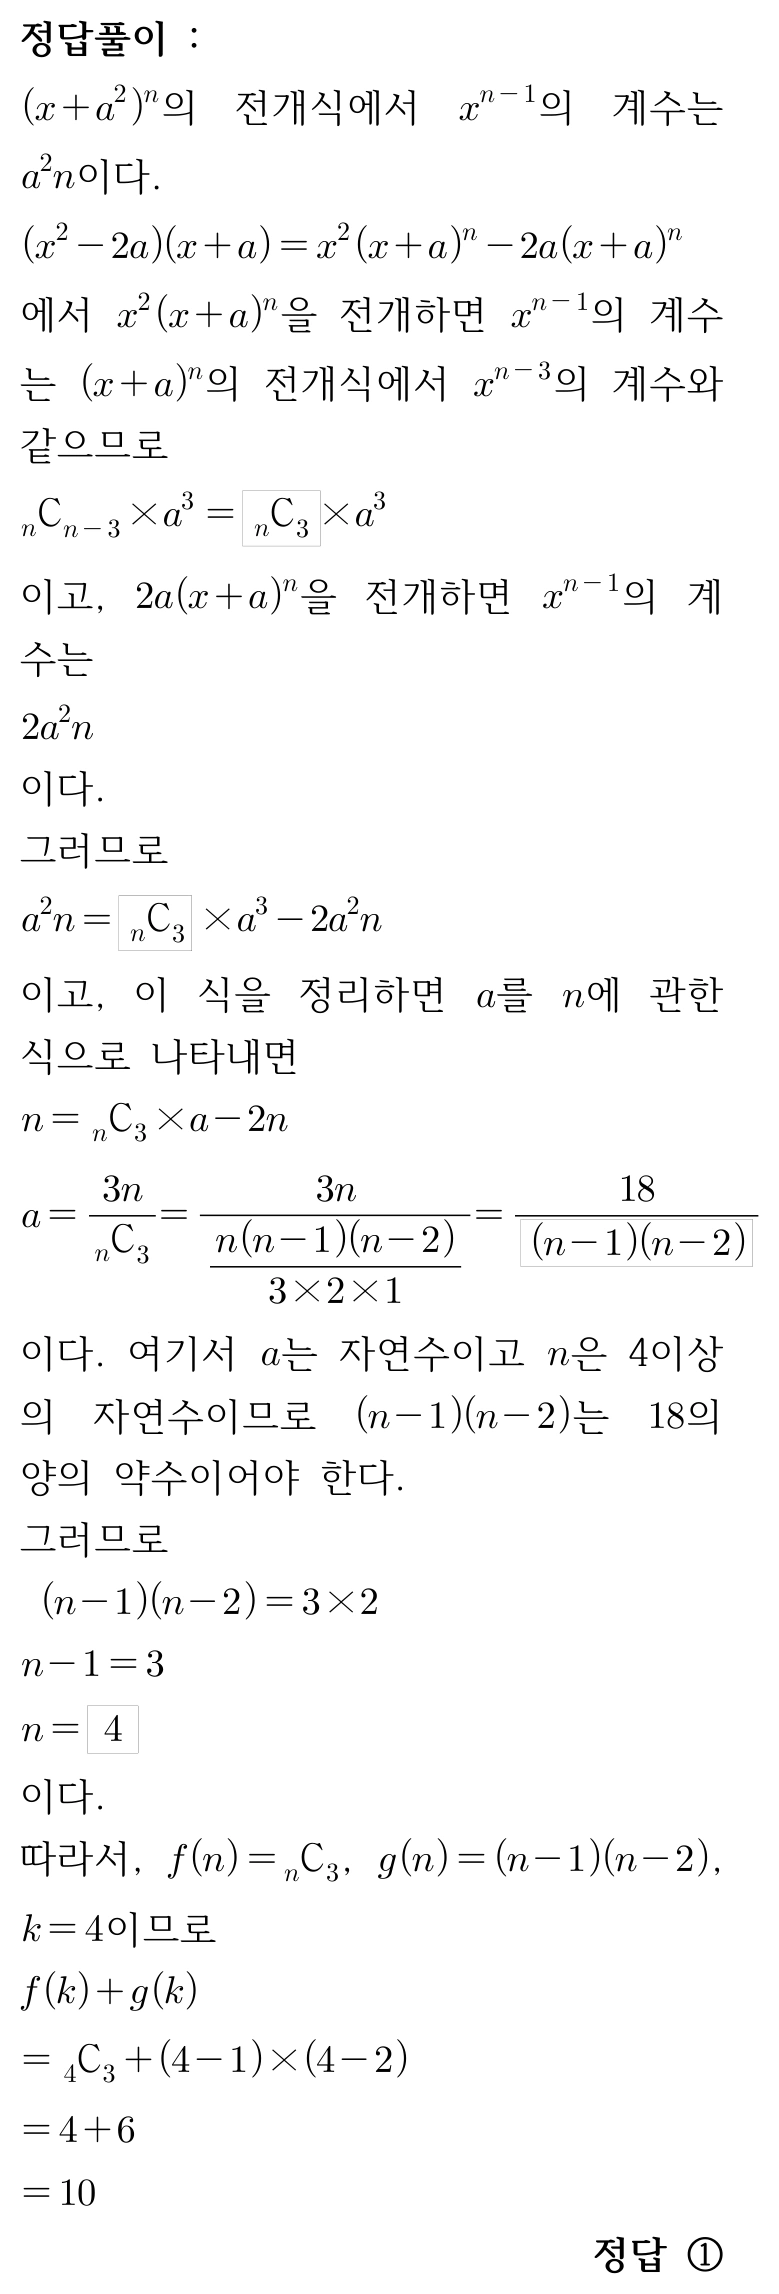 정답풀이 :
(x+a²)ⁿ의 전개식에서 xⁿ⁻¹의 계수는
a²n이다.
(x²−2a)(x+a)=x²(x+a)ⁿ−2a(x+a)ⁿ
에서 x²(x+a)ⁿ을 전개하면 xⁿ⁻¹의 계수
는 (x+a)ⁿ의 전개식에서 xⁿ⁻³의 계수와
같으므로
ₙCₙ₋₃×a³=ₙC₃×a³
이고, 2a(x+a)ⁿ을 전개하면 xⁿ⁻¹의 계
수는
2a²n
이다.
그러므로
a²n=ₙC₃×a³−2a²n
이고, 이 식을 정리하면 a를 n에 관한
식으로 나타내면
n=ₙC₃×a−2n
a=3n/ₙC₃=3n/(n(n−1)(n−2)/3×2×1)=18/(n−1)(n−2)
이다. 여기서 a는 자연수이고 n은 4이상
의 자연수이므로 (n−1)(n−2)는 18의
양의 약수이어야 한다.
그러므로
(n−1)(n−2)=3×2
n−1=3
n=4
이다.
따라서, f(n)=ₙC₃, g(n)=(n−1)(n−2),
k=4이므로
f(k)+g(k)
=₄C₃+(4−1)×(4−2)
=4+6
=10
정답 ①